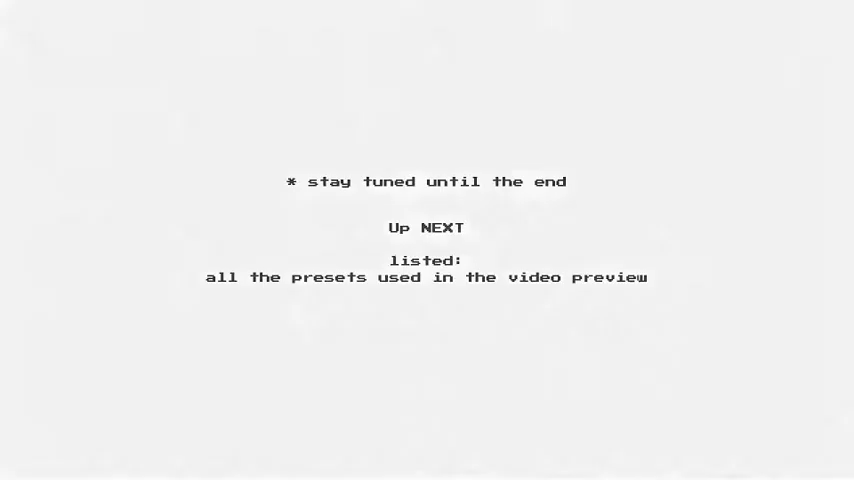 * stay tuned until the end
Up NEXT
listed:
all the presets used in the video preview